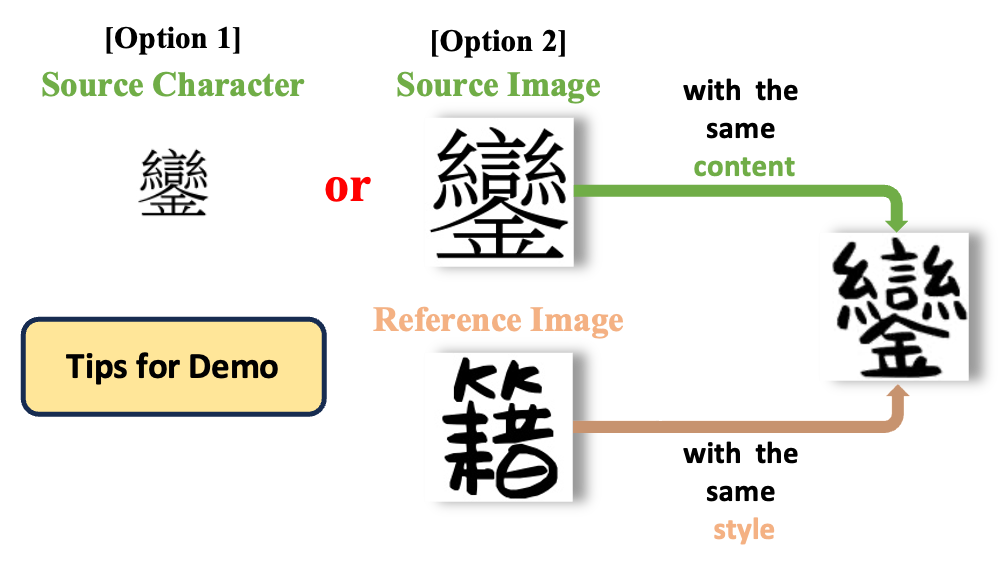 [Option 1]
Source Character
鑾
or
[Option 2]
Source Image
鑾
with the
same
content
鑾
Tips for Demo
Reference Image
籍
with the
same
style